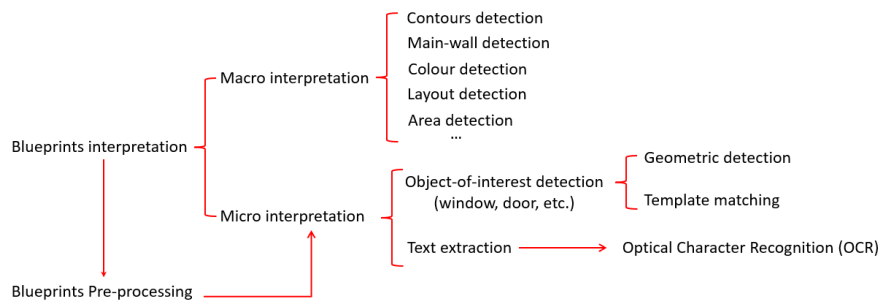 Contours detection
Main-wall detection
Macro interpretation
Colour detection
Layout detection
Area detection
...
Blueprints interpretation
Geometric detection
Object-of-interest detection
(window, door, etc.)
Template matching
Micro interpretation
Text extraction
Optical Character Recognition (OCR)
Blueprints Pre-processing